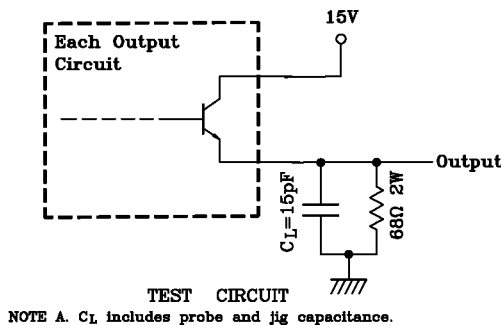 15V
Each Output
Circuit
Output
CL=15pF
68Ω 2W
TEST CIRCUIT
NOTE A. CL includes probe and jig capacitance.